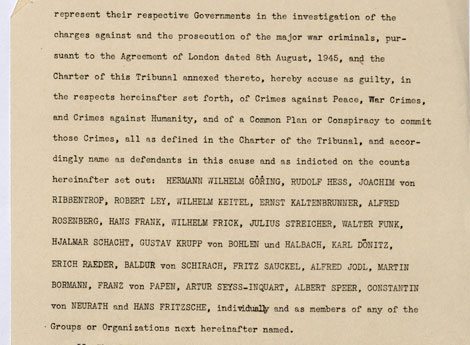 represent their respective Governments in the investigation of the
charges against and the prosecution of the major war criminals, pur-
suant to the Agreement of London dated 8th August, 1945, and the
Charter of this Tribunal annexed thereto, hereby accuse as guilty, in
the respects hereinafter set forth, of Crimes against Peace, War Crimes,
and Crimes against Humanity, and of a Common Plan or Conspiracy to commit
those Crimes, all as defined in the Charter of the Tribunal, and accor-
dingly name as defendants in this cause and as indicted on the counts
hereinafter set out: HERMANN WILHELM GÖRING, RUDOLF HESS, JOACHIM von
RIBBENTROP, ROBERT LEY, WILHELM KEITEL, ERNST KALTENBRUNNER, ALFRED
ROSENBERG, HANS FRANK, WILHELM FRICK, JULIUS STREICHER, WALTER FUNK,
HJALMAR SCHACHT, GUSTAV KRUPP von BOHLEN und HALBACH, KARL DÖNITZ,
ERICH RAEDER, BALDUR von SCHIRACH, FRITZ SAUCKEL, ALFRED JODL, MARTIN
BORMANN, FRANZ von PAPEN, ARTUR SEYSS-INQUART, ALBERT SPEER, CONSTANTIN
von NEURATH and HANS FRITZSCHE, individually and as members of any of the
Groups or Organizations next hereinafter named.